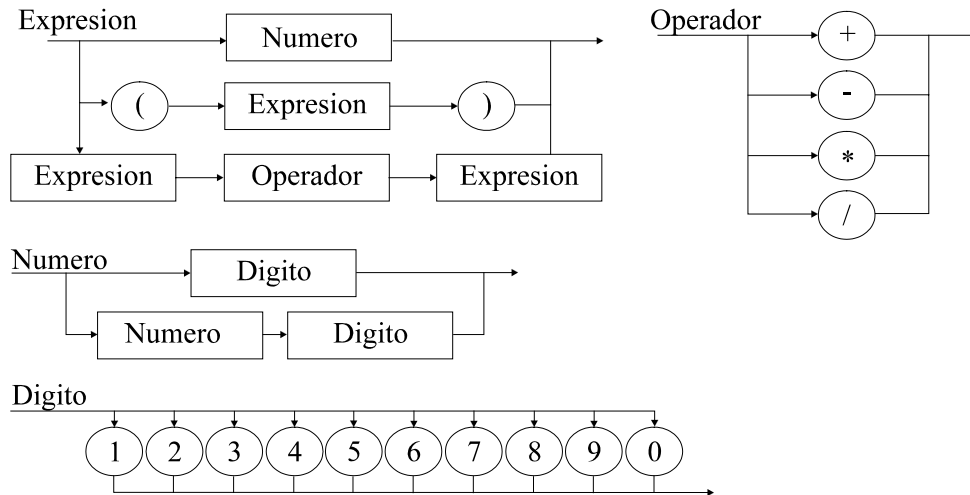 Expresion
Numero
( Expresion )
Expresion Operador Expresion
Operador
+
-
*
/
Numero
Digito
Numero Digito
Digito
1 2 3 4 5 6 7 8 9 0